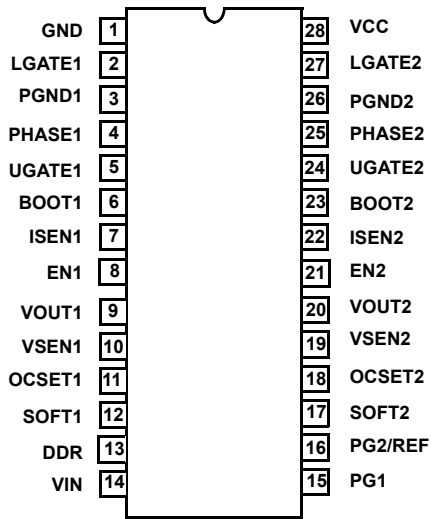 GND 1 28 VCC
LGATE1 2 27 LGATE2
PGND1 3 26 PGND2
PHASE1 4 25 PHASE2
UGATE1 5 24 UGATE2
BOOT1 6 23 BOOT2
ISEN1 7 22 ISEN2
EN1 8 21 EN2
VOUT1 9 20 VOUT2
VSEN1 10 19 VSEN2
OCSET1 11 18 OCSET2
SOFT1 12 17 SOFT2
DDR 13 16 PG2/REF
VIN 14 15 PG1